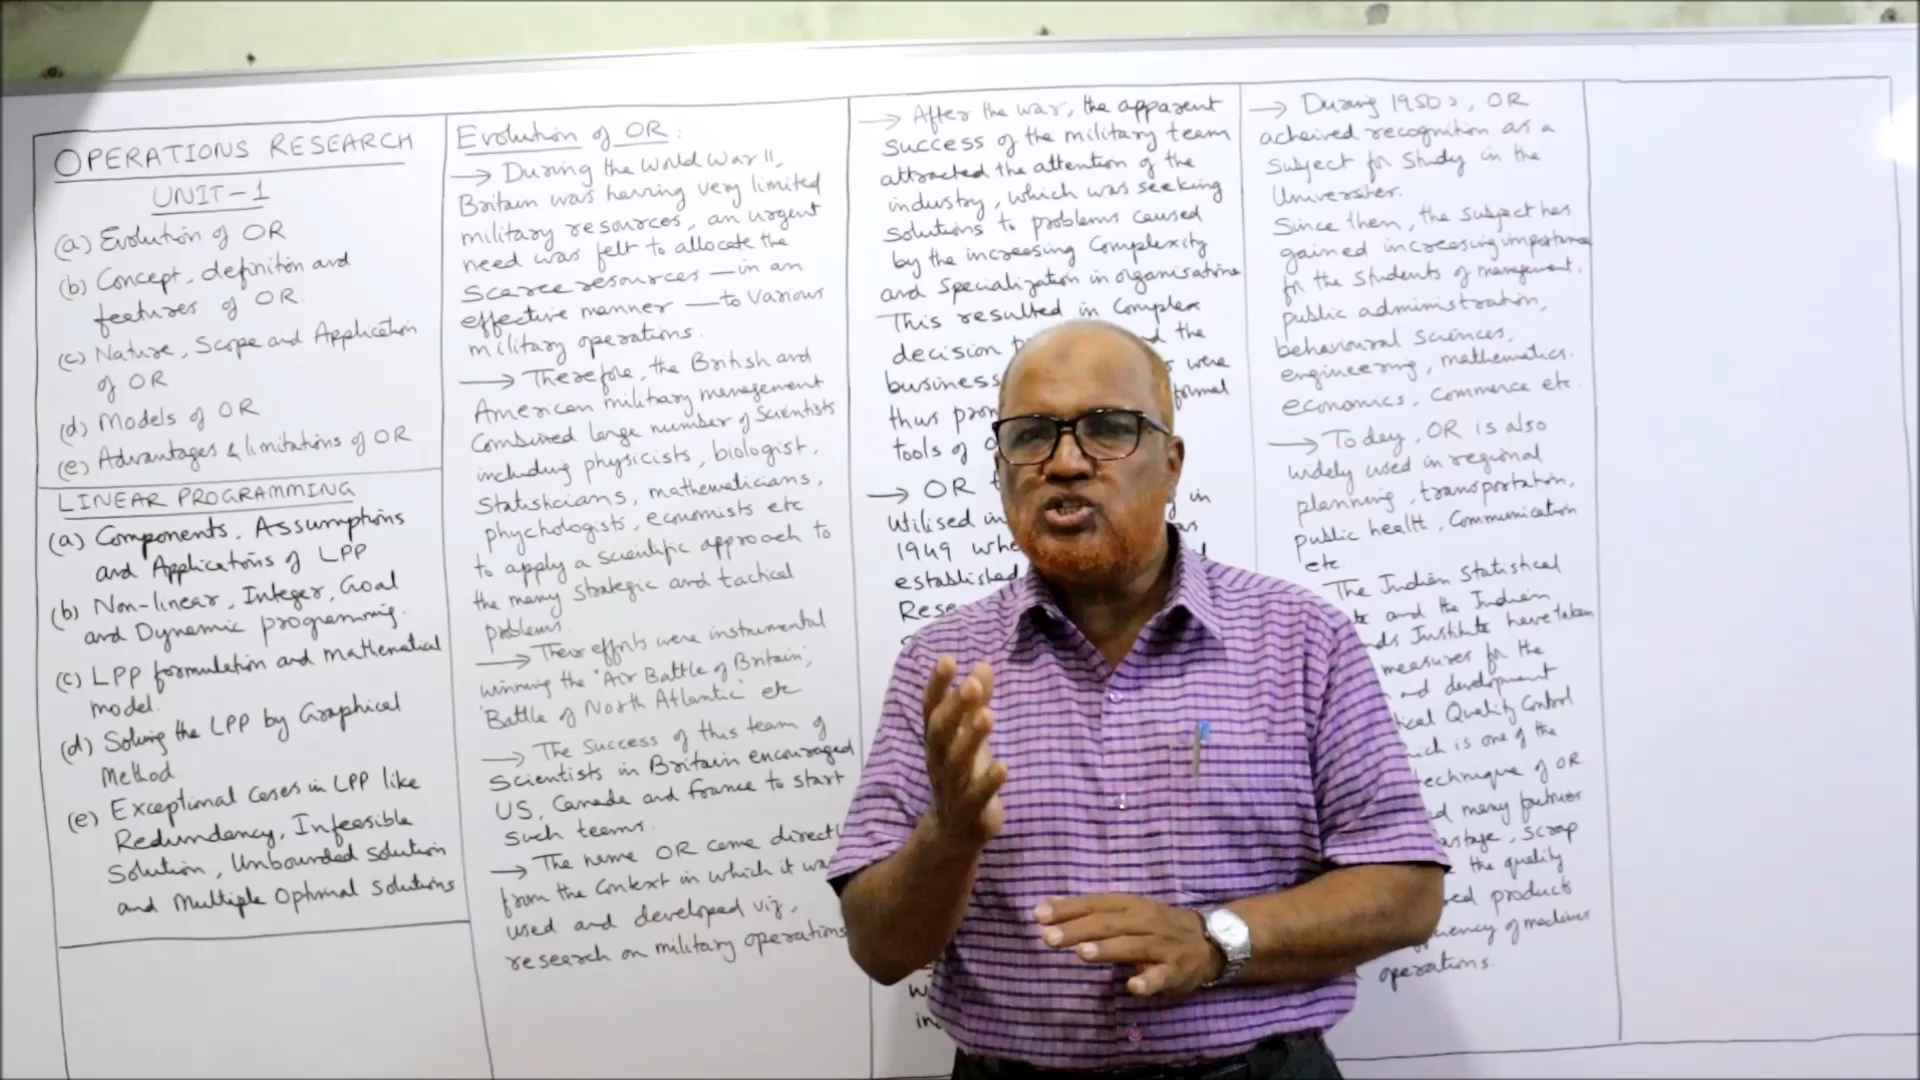 OPERATIONS RESEARCH
UNIT-1
(a) Evolution of OR
(b) Concept, definition and
features of OR.
(c) Nature, Scope and Application
of OR
(d) Models of OR
(e) Advantages & limitations of OR
LINEAR PROGRAMMING
(a) Components, Assumptions
and Applications of LPP
(b) Non-linear, Integer, Goal
and Dynamic programming.
(c) LPP formulation and mathematical
model.
(d) Solving the LPP by Graphical
Method.
(e) Exceptional cases in LPP like
Redundancy, Infeasible
Solution, Unbounded Solution
and Multiple Optimal Solutions
Evolution of OR:
→ During the World War II,
Britain was having very limited
military resources, an urgent
need was felt to allocate the
Scarce resources — in an
effective manner — to various
military operations.
→ Therefore, the British and
American military management
Combined large number of Scientists
including physicists, biologist,
Statisticians, mathematicians,
phychologists, economists etc
to apply a scientific approach to
the many Strategic and tactical
problems.
→ Their efforts were instrumental
winning the 'Air Battle of Britain',
'Battle of North Atlantic' etc
→ The Success of this team of
Scientists in Britain encouraged
US, Canada and france to start
Such teams.
→ The name OR came
from the Context in which it was
used and developed viz,
research on military operations
→ After the war, the apparent
success of the military team
attracted the attention of the
industry, which was seeking
Solutions to problems caused
by the increasing Complexity
and Specialization in organisations
This resulted in Complex
decision the
business were
thus formal
tools of
→ OR in
Utilised in
1949
established
→ During 1950s, OR
acheived recognition as a
Subject for Study in the
Universities.
Since then, the subject has
gained increasing importance
for the Students of management,
public administration,
behavioural Sciences,
engineering, mathematics.
economics, Commerce etc.
→ Today, OR is also
widely used in regional
planning, transportation,
public health, Communication
etc.
The Indian Statistical
and the Indian
Institute have taken
measures for the
and development
Quality Control
is one of the
technique of OR
many factories
scrap
the quality
products
of machines
operations.